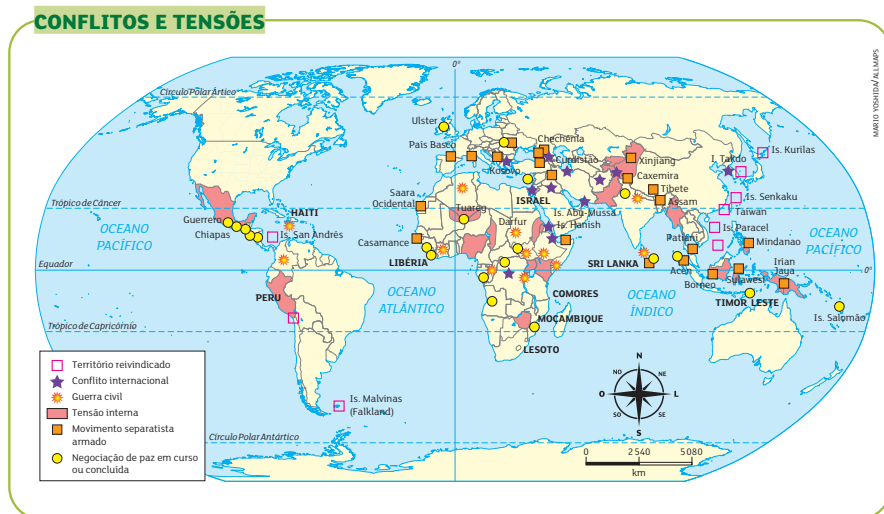 CONFLITOS E TENSÕES
MARIO YOSHIDA/ALLMAPS
0°
Círculo Polar Ártico
Ulster
País Basco
Chechênia
Kosovo
Curdistão
Xinjiang
I. Takdo
Is. Kurilas
Caxemira
Tibete
Assam
Is. Senkaku
Taiwan
Saara
Ocidental
ISRAEL
Tuareg
Darfur
Is. Abu-Mussa
Is. Hanish
Trópico de Câncer
Guerrero
Chiapas
HAITI
Is. San Andrés
OCEANO
PACÍFICO
Casamance
LIBÉRIA
Is. Paracel
Patiani
Mindanao
OCEANO
PACÍFICO
Equador
SRI LANKA
Acen
Borneo
Sulawesi
Irian
Jaya
PERU
OCEANO
ATLÂNTICO
COMORES
OCEANO
ÍNDICO
TIMOR LESTE
Is. Salomão
MOÇAMBIQUE
Trópico de Capricórnio
LESOTO
Is. Malvinas
(Falkland)
Círculo Polar Antártico
Território reivindicado
Conflito internacional
Guerra civil
Tensão interna
Movimento separatista
armado
Negociação de paz em curso
ou concluída
N
NO
NE
O
L
SO
SE
S
0 2 540 5 080
km